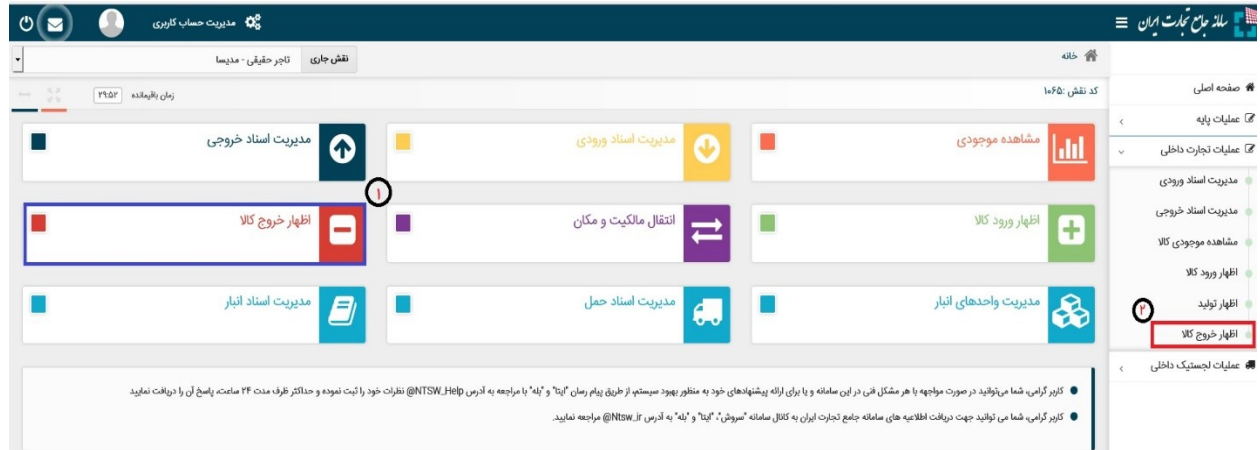 سامانه جامع تجارت ایران
مدیریت حساب کاربری
خانه
نقش جاری
تاجر حقیقی - مدیسا
کد نقش :۱۰۶۵
زمان باقیمانده ۲۹:۵۲
صفحه اصلی
عملیات پایه
عملیات تجارت داخلی
مدیریت اسناد ورودی
مدیریت اسناد خروجی
مشاهده موجودی کالا
اظهار ورود کالا
اظهار تولید
۲
اظهار خروج کالا
عملیات لجستیک داخلی
مشاهده موجودی
مدیریت اسناد ورودی
مدیریت اسناد خروجی
۱
اظهار ورود کالا
انتقال مالکیت و مکان
اظهار خروج کالا
مدیریت واحدهای انبار
مدیریت اسناد حمل
مدیریت اسناد انبار
کاربر گرامی، شما می‌توانید در صورت مواجهه با هر مشکل فنی در این سامانه و یا برای ارائه پیشنهادهای خود به منظور بهبود سیستم، از طریق پیام رسان "ایتا" و "بله" با مراجعه به آدرس NTSW_Help@ نظرات خود را ثبت نموده و حداکثر ظرف مدت ۲۴ ساعت، پاسخ آن را دریافت نمایید
کاربر گرامی، شما می توانید جهت دریافت اطلاعیه های سامانه جامع تجارت ایران به کانال سامانه "سروش"، "ایتا" و "بله" به آدرس Ntsw_ir@ مراجعه نمایید.